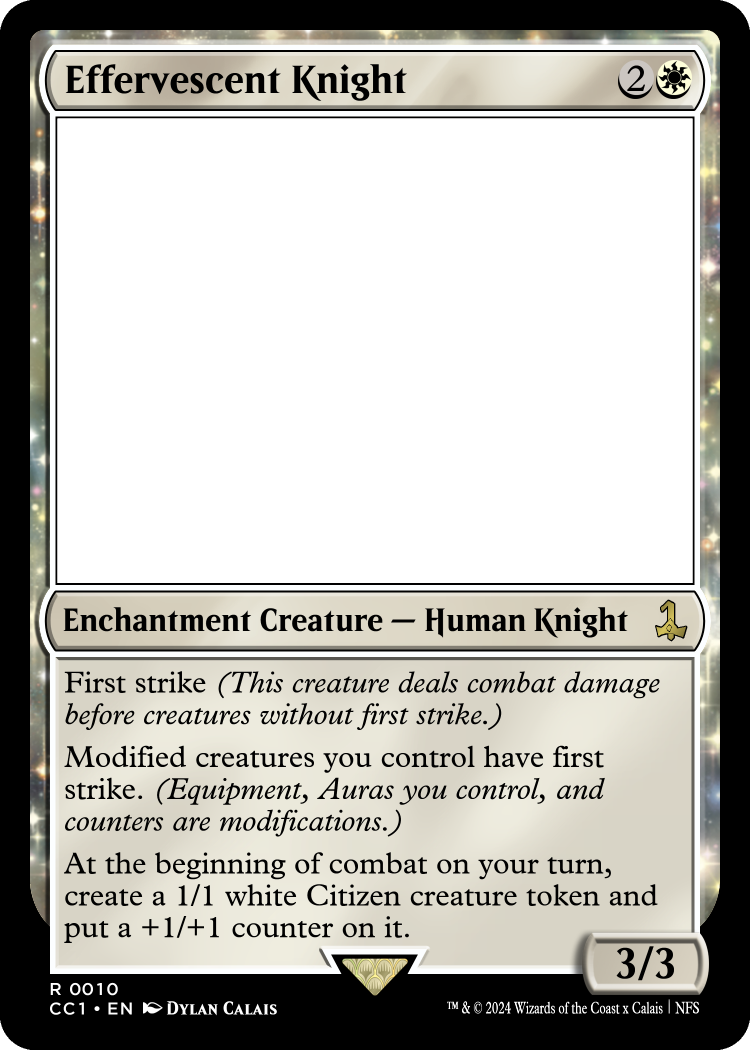 Effervescent Knight 2
Enchantment Creature — Human Knight
First strike (This creature deals combat damage
before creatures without first strike.)
Modified creatures you control have first
strike. (Equipment, Auras you control, and
counters are modifications.)
At the beginning of combat on your turn,
create a 1/1 white Citizen creature token and
put a +1/+1 counter on it.
3/3
R 0010
CC1 • EN Dylan Calais
™ & © 2024 Wizards of the Coast x Calais | NFS